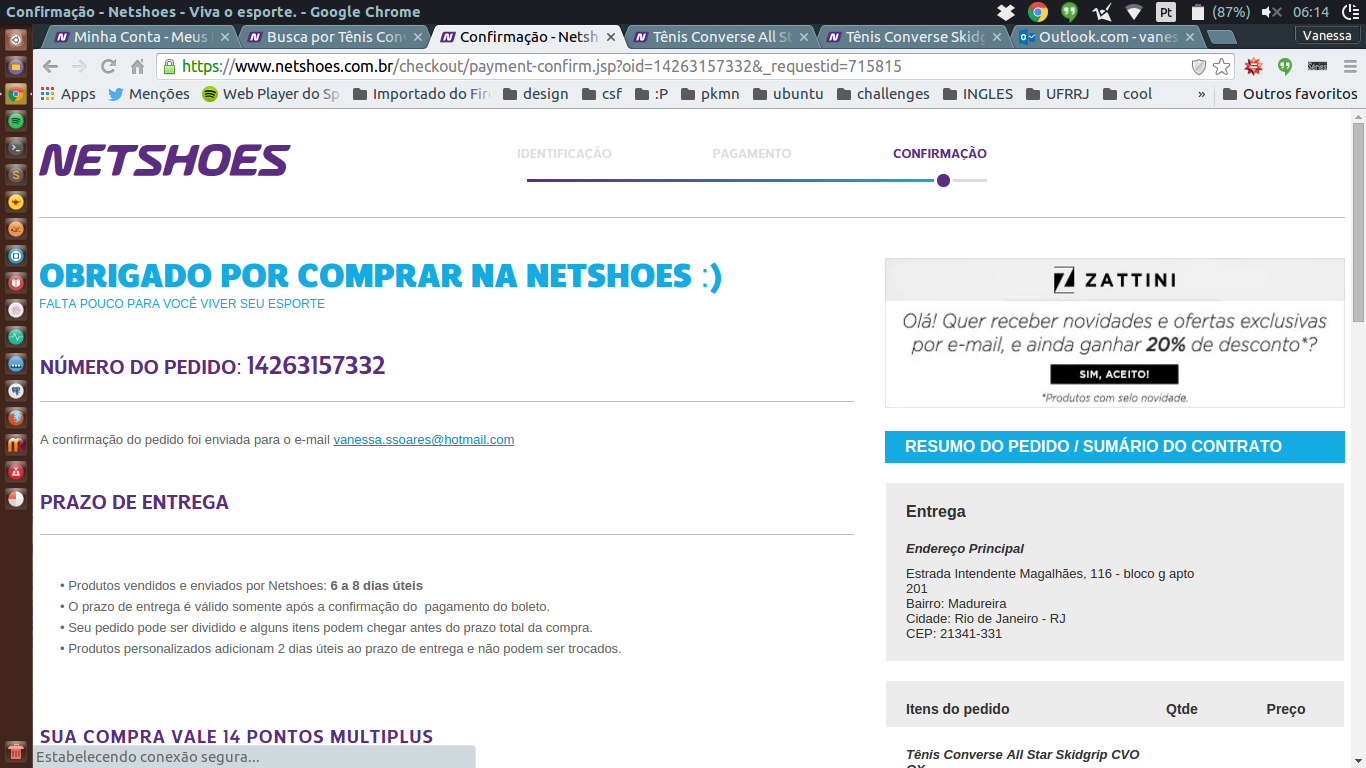 Confirmação - Netshoes - Viva o esporte. - Google Chrome
Pt (87%) 06:14
Minha Conta - Meus
Busca por Tênis Con
Confirmação - Netsh
Tênis Converse All St
Tênis Converse Skidg
Outlook.com - vanes
Vanessa
https://www.netshoes.com.br/checkout/payment-confirm.jsp?oid=14263157332&_requestid=715815
Apps Menções Web Player do Sp Importado do Fire design csf :P pkmn ubuntu challenges INGLES UFRRJ cool » Outros favoritos
NETSHOES
IDENTIFICAÇÃO PAGAMENTO CONFIRMAÇÃO
OBRIGADO POR COMPRAR NA NETSHOES :)
FALTA POUCO PARA VOCÊ VIVER SEU ESPORTE
NÚMERO DO PEDIDO: 14263157332
A confirmação do pedido foi enviada para o e-mail vanessa.ssoares@hotmail.com
PRAZO DE ENTREGA
• Produtos vendidos e enviados por Netshoes: 6 a 8 dias úteis
• O prazo de entrega é válido somente após a confirmação do pagamento do boleto.
• Seu pedido pode ser dividido e alguns itens podem chegar antes do prazo total da compra.
• Produtos personalizados adicionam 2 dias úteis ao prazo de entrega e não podem ser trocados.
SUA COMPRA VALE 14 PONTOS MULTIPLUS
Estabelecendo conexão segura...
ZATTINI
Olá! Quer receber novidades e ofertas exclusivas
por e-mail, e ainda ganhar 20% de desconto*?
SIM, ACEITO!
*Produtos com selo novidade.
RESUMO DO PEDIDO / SUMÁRIO DO CONTRATO
Entrega
Endereço Principal
Estrada Intendente Magalhães, 116 - bloco g apto
201
Bairro: Madureira
Cidade: Rio de Janeiro - RJ
CEP: 21341-331
Itens do pedido Qtde Preço
Tênis Converse All Star Skidgrip CVO